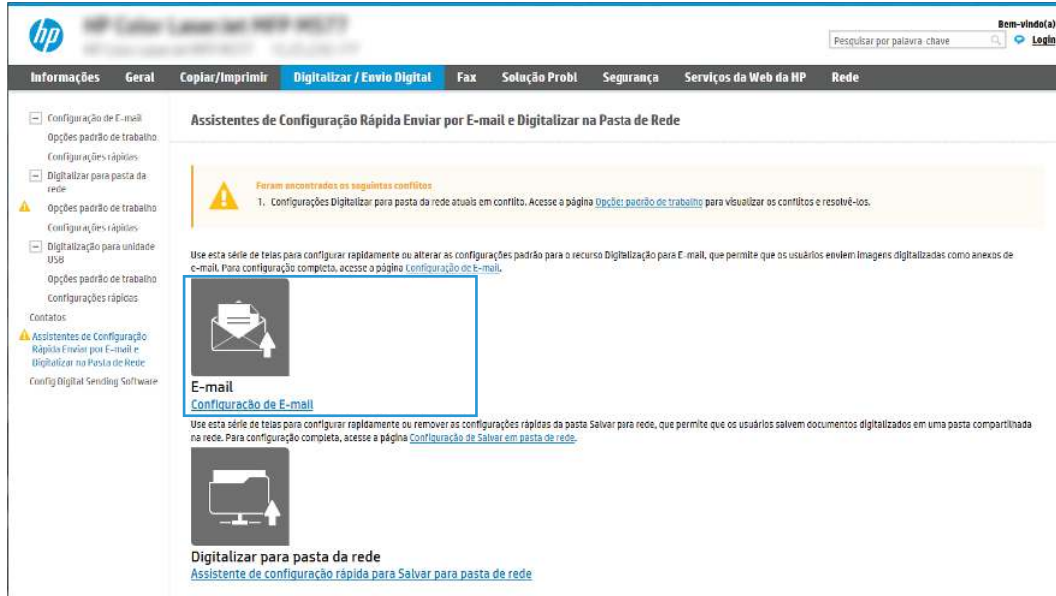 hp
Bem-vindo(a)
Pesquisar por palavra-chave
Login
Informações Geral Copiar/Imprimir Digitalizar / Envio Digital Fax Solução Probl Segurança Serviços da Web da HP Rede
Configuração de E-mail
Opções padrão de trabalho
Configurações rápidas
Digitalizar para pasta da
rede
Opções padrão de trabalho
Configurações rápidas
Digitalização para unidade
USB
Opções padrão de trabalho
Configurações rápidas
Contatos
Assistentes de Configuração
Rápida Enviar por E-mail e
Digitalizar na Pasta de Rede
Config Digital Sending Software
Assistentes de Configuração Rápida Enviar por E-mail e Digitalizar na Pasta de Rede
Foram encontrados os seguintes conflitos
1. Configurações Digitalizar para pasta da rede atuais em conflito. Acesse a página Opções padrão de trabalho para visualizar os conflitos e resolvê-los.
Use esta série de telas para configurar rapidamente ou alterar as configurações padrão para o recurso Digitalização para E-mail, que permite que os usuários enviem imagens digitalizadas como anexos de
e-mail. Para configuração completa, acesse a página Configuração de E-mail.
E-mail
Configuração de E-mail
Use esta série de telas para configurar rapidamente ou remover as configurações rápidas da pasta Salvar para rede, que permite que os usuários salvem documentos digitalizados em uma pasta compartilhada
na rede. Para configuração completa, acesse a página Configuração de Salvar em pasta de rede.
Digitalizar para pasta da rede
Assistente de configuração rápida para Salvar para pasta de rede